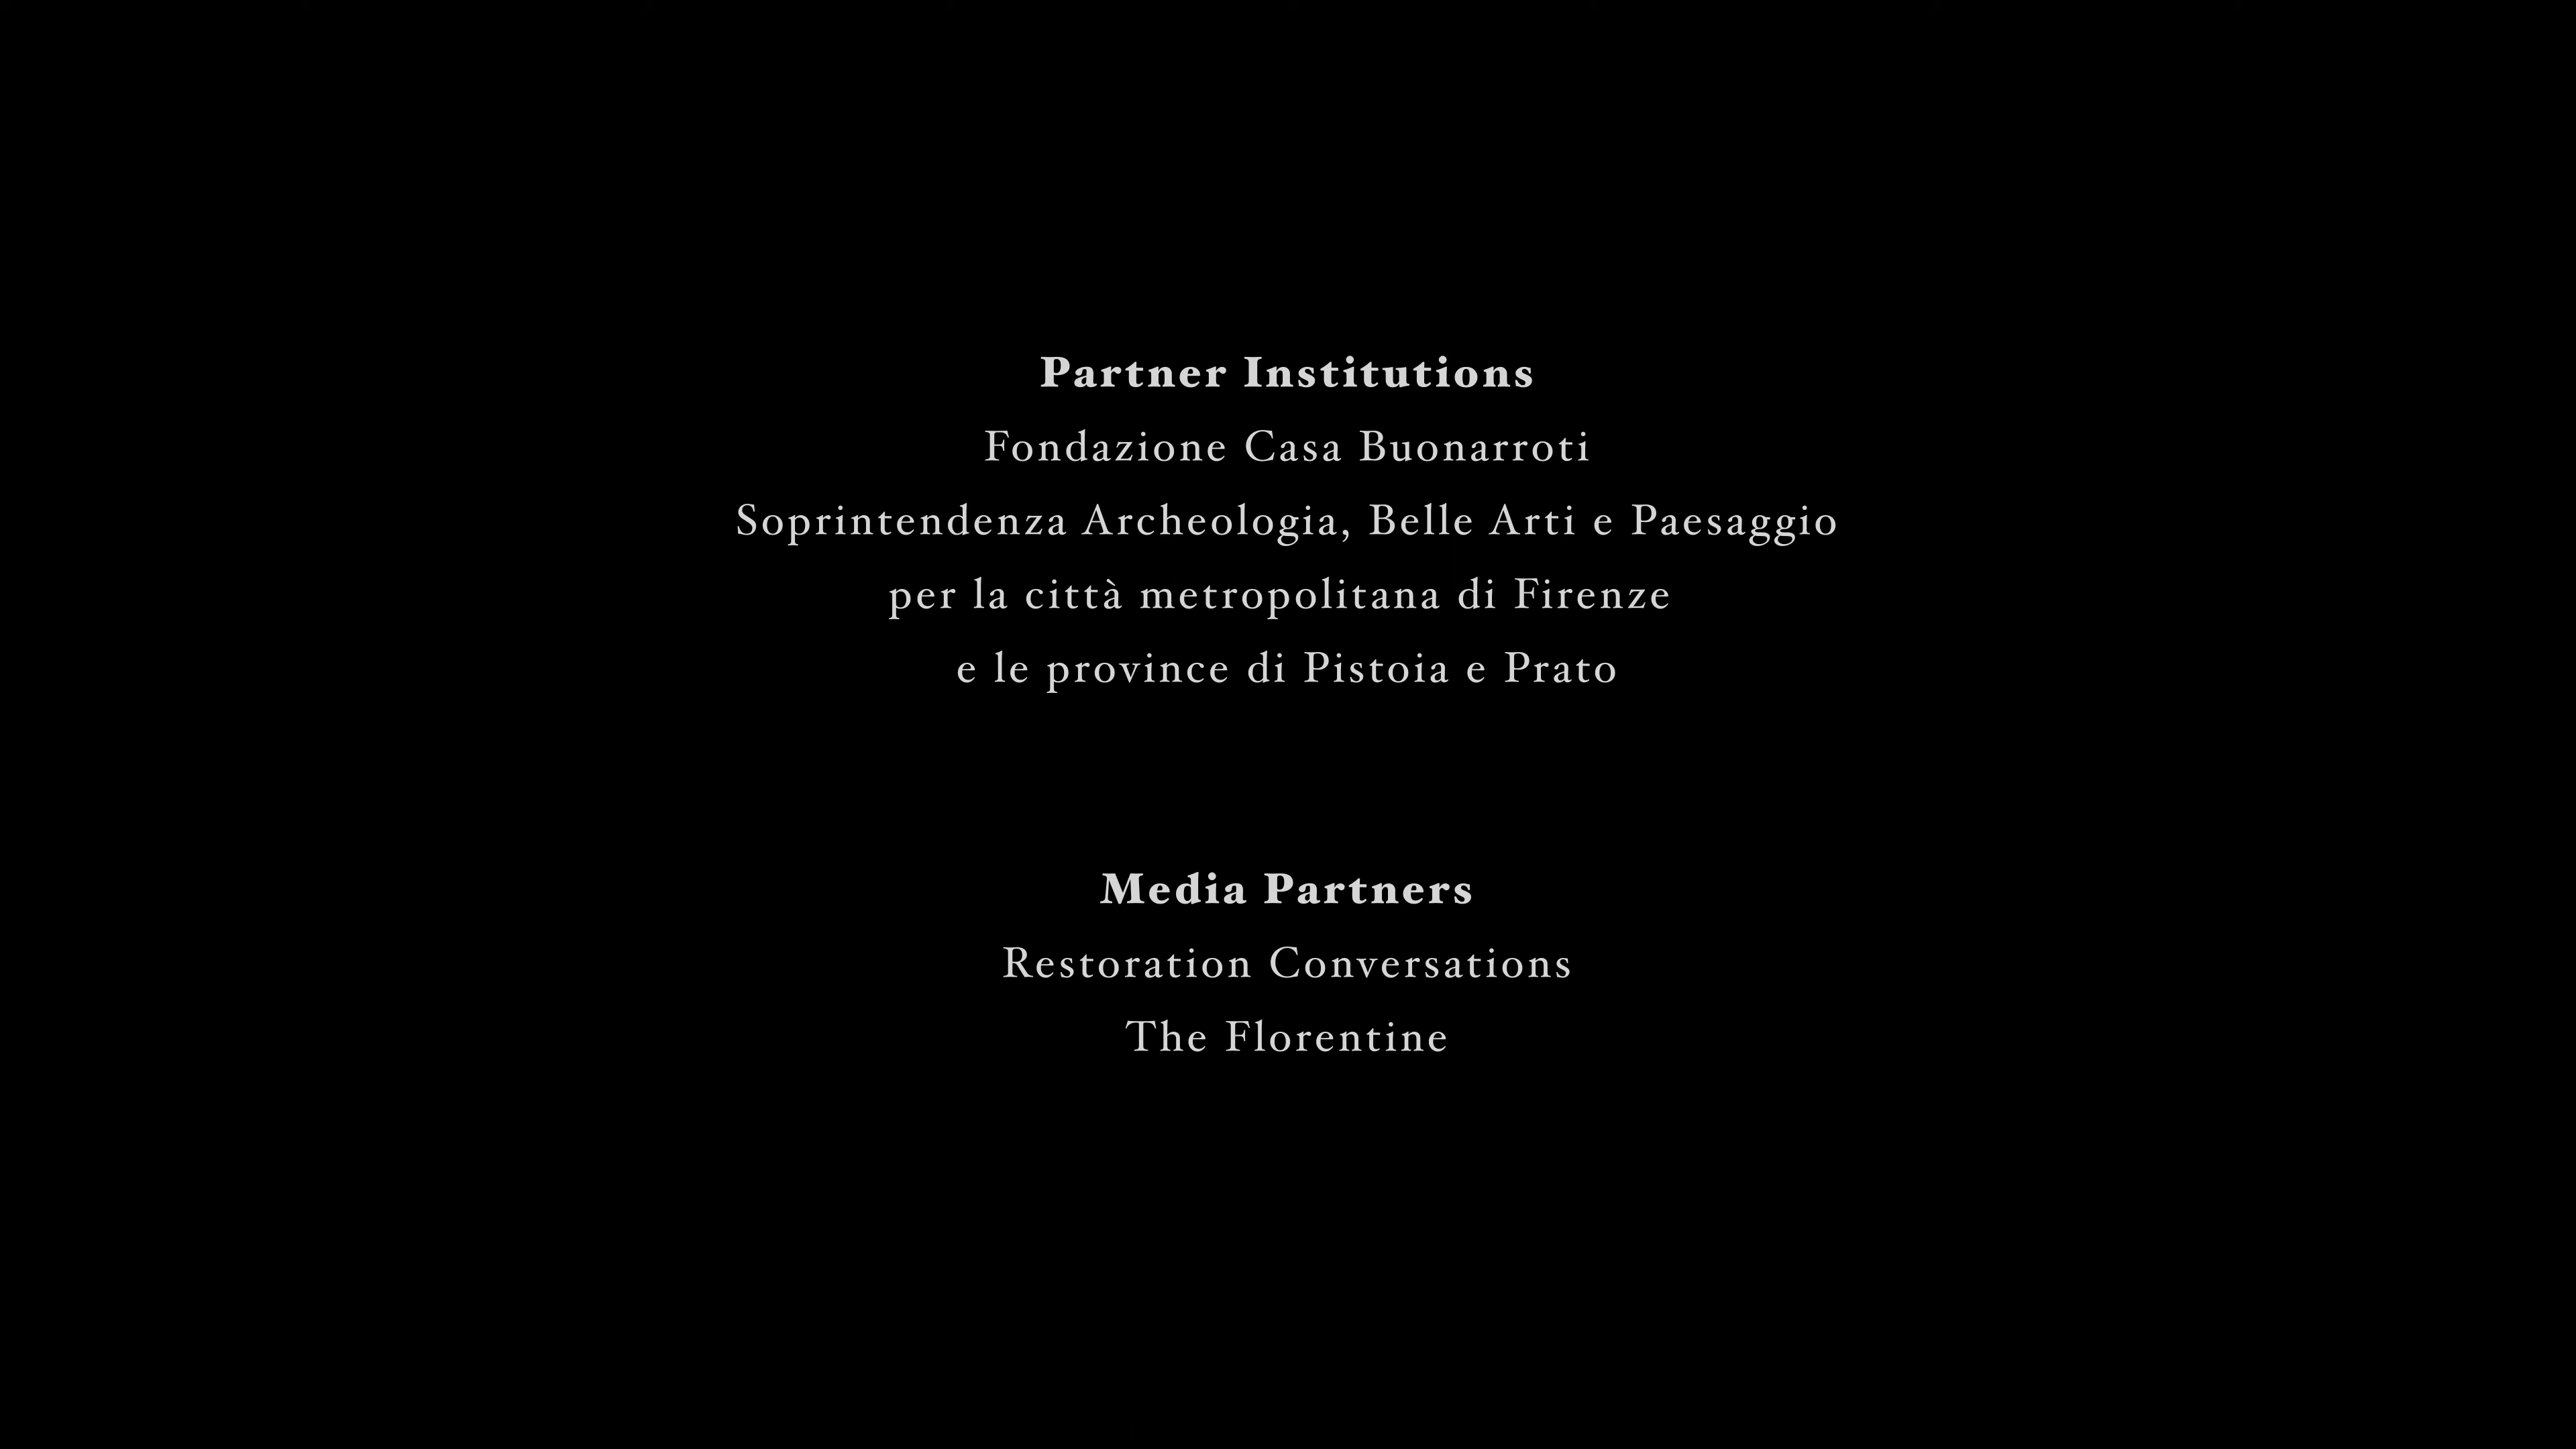 Partner Institutions
Fondazione Casa Buonarroti
Soprintendenza Archeologia, Belle Arti e Paesaggio
per la città metropolitana di Firenze
e le province di Pistoia e Prato
Media Partners
Restoration Conversations
The Florentine